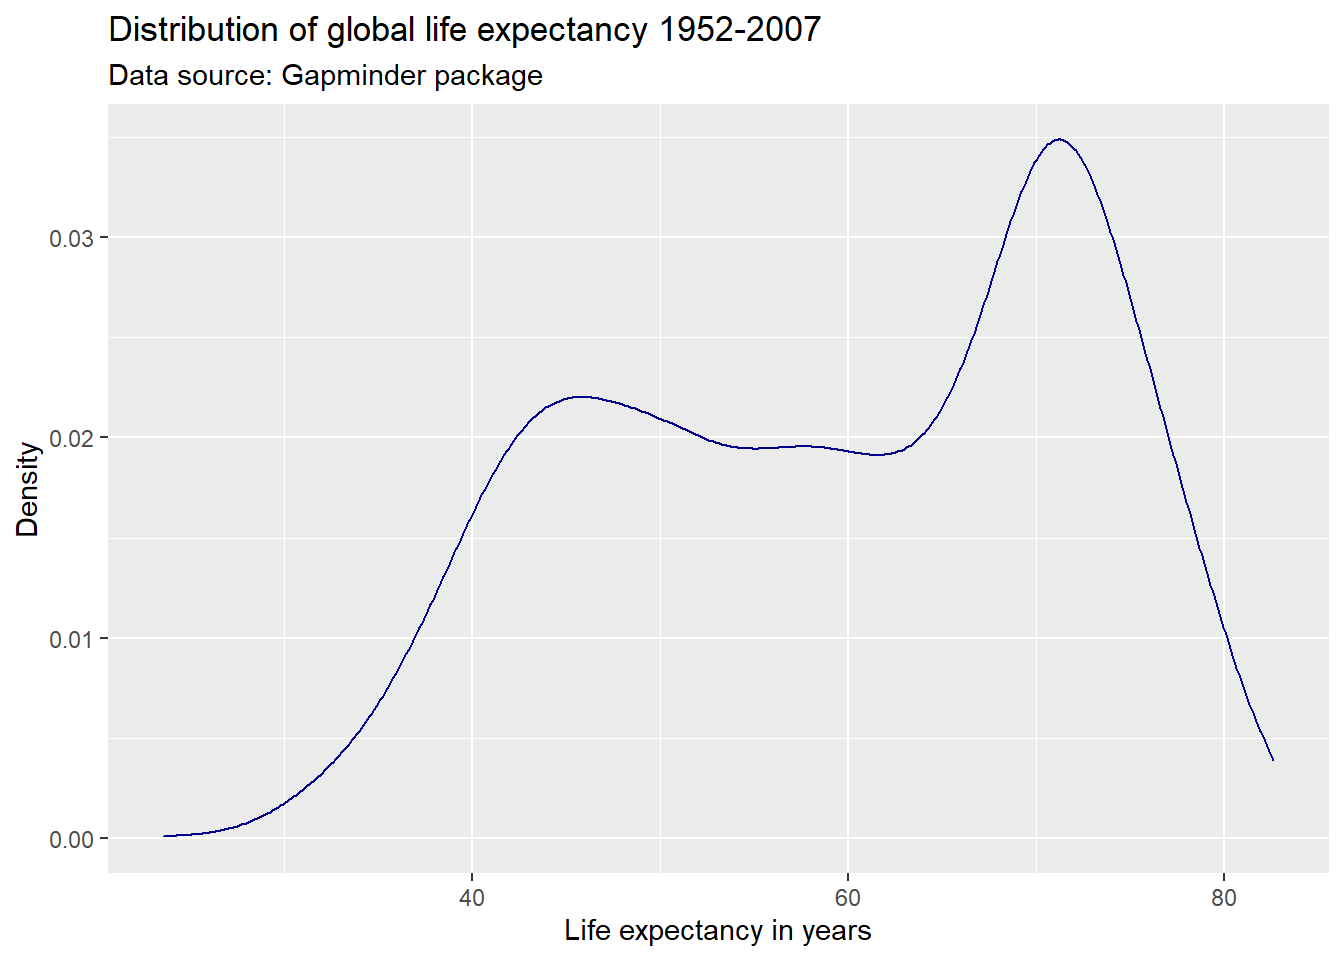 Distribution of global life expectancy 1952-2007
Data source: Gapminder package
Density
0.03
0.02
0.01
0.00
40 60 80
Life expectancy in years